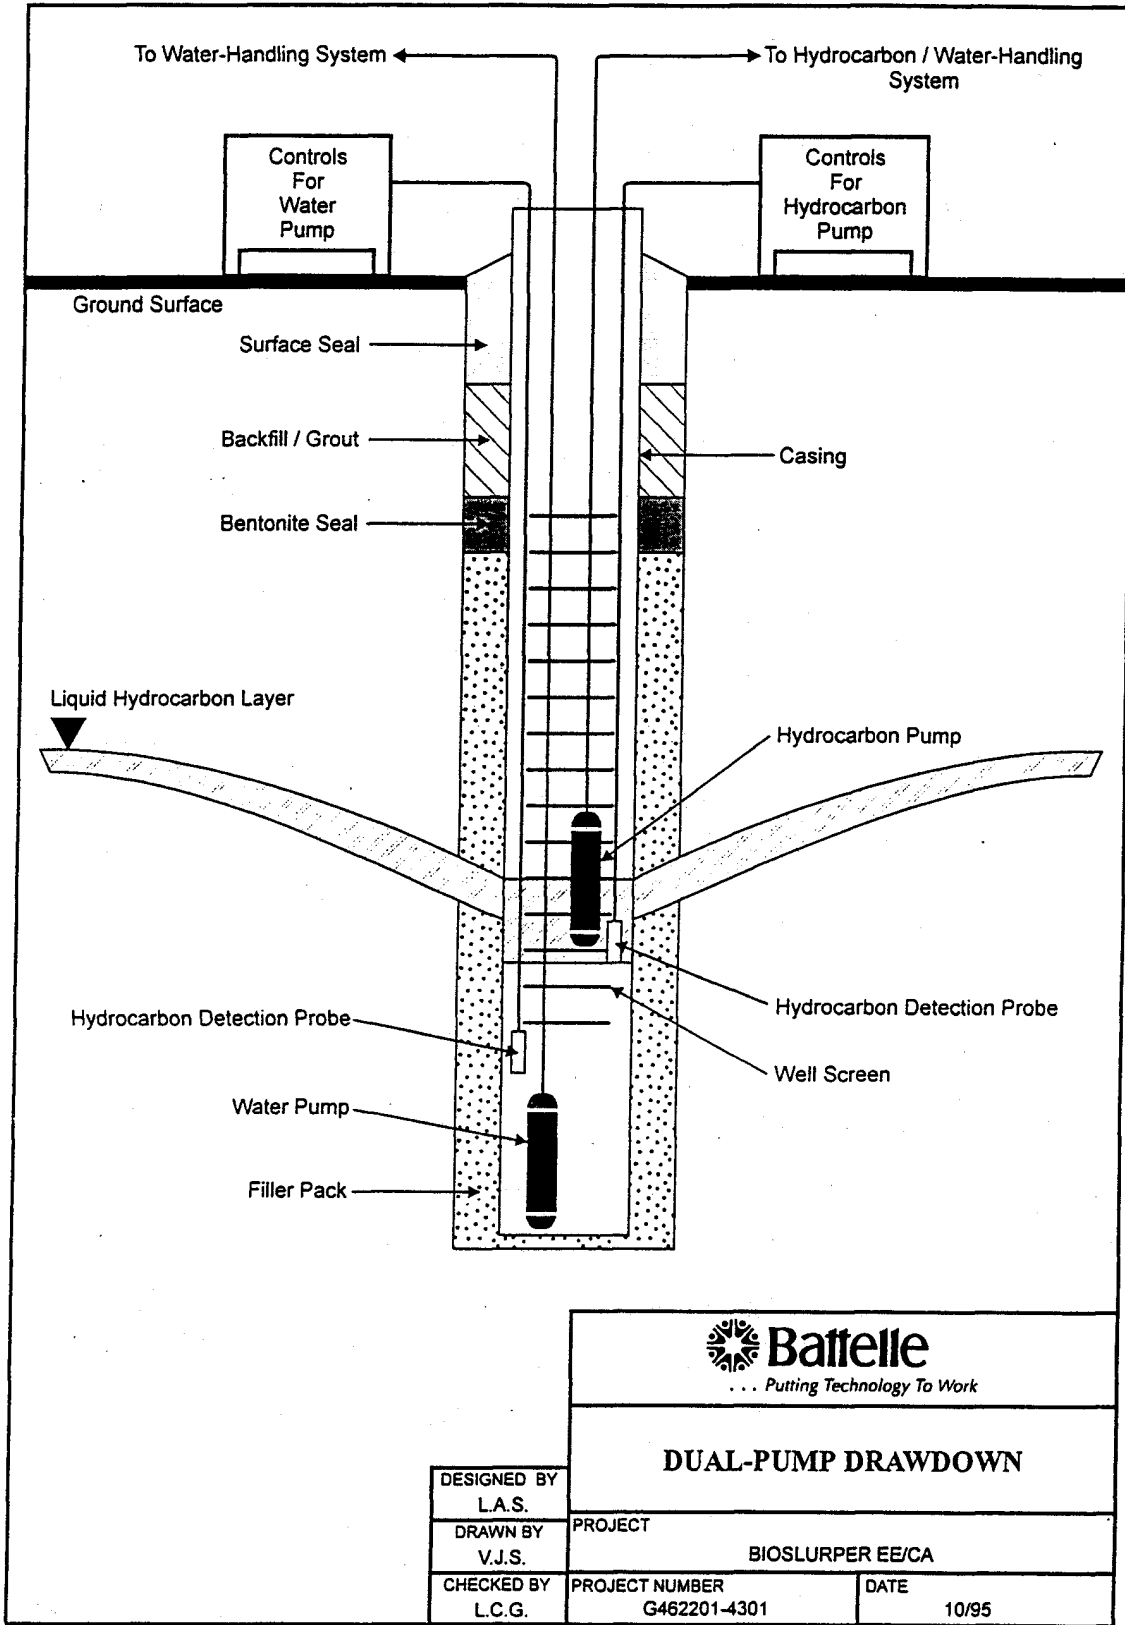 To Water-Handling System
To Hydrocarbon / Water-Handling
System
Controls
For
Water
Pump
Controls
For
Hydrocarbon
Pump
Ground Surface
Surface Seal
Backfill / Grout
Casing
Bentonite Seal
Liquid Hydrocarbon Layer
Hydrocarbon Pump
Hydrocarbon Detection Probe
Hydrocarbon Detection Probe
Well Screen
Water Pump
Filler Pack
Battelle
. . . Putting Technology To Work
DUAL-PUMP DRAWDOWN
DESIGNED BY
L.A.S.
DRAWN BY
V.J.S.
PROJECT
BIOSLURPER EE/CA
CHECKED BY
L.C.G.
PROJECT NUMBER
G462201-4301
DATE
10/95